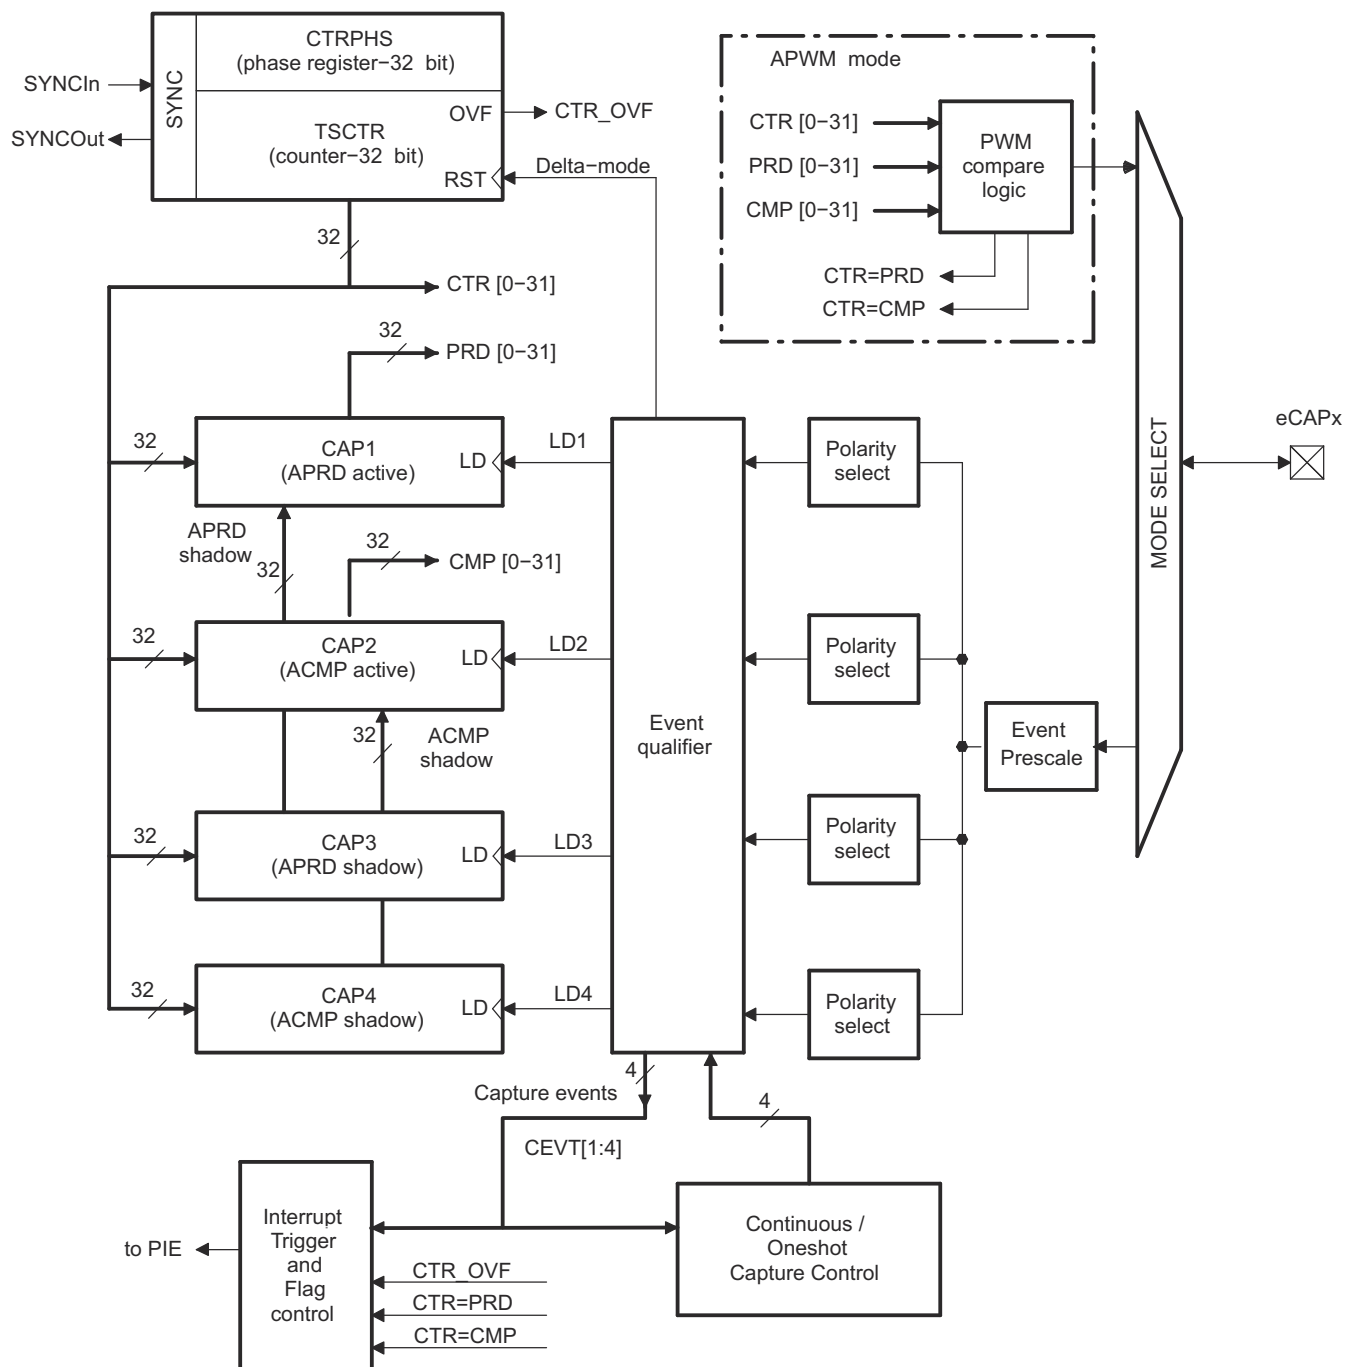 CTRPHS
(phase register−32 bit)
SYNC
SYNCIn
SYNCOut
OVF
CTR_OVF
TSCTR
(counter−32 bit)
RST
Delta−mode
32
CTR [0−31]
32
PRD [0−31]
APWM mode
CTR [0−31]
PRD [0−31]
CMP [0−31]
PWM
compare
logic
CTR=PRD
CTR=CMP
MODE SELECT
eCAPx
32
CAP1
(APRD active)
LD
LD1
Polarity
select
APRD
shadow
32
32
CMP [0−31]
32
CAP2
(ACMP active)
LD
LD2
Polarity
select
32
ACMP
shadow
Event
qualifier
Event
Prescale
32
CAP3
(APRD shadow)
LD
LD3
Polarity
select
32
CAP4
(ACMP shadow)
LD
LD4
Polarity
select
4
Capture events
4
CEVT[1:4]
Interrupt
Trigger
and
Flag
control
to PIE
CTR_OVF
CTR=PRD
CTR=CMP
Continuous /
Oneshot
Capture Control